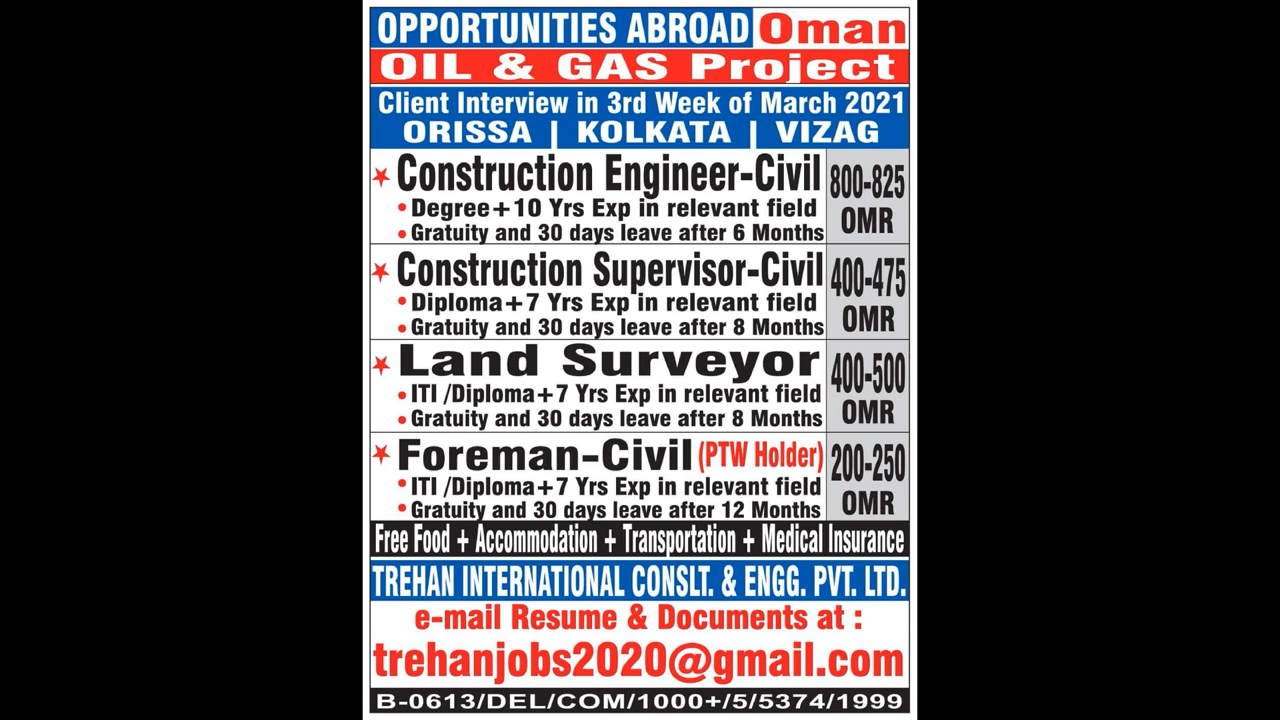 OPPORTUNITIES ABROAD Oman
OIL & GAS Project
Client Interview in 3rd Week of March 2021
ORISSA | KOLKATA | VIZAG
Construction Engineer-Civil 800-825 OMR
•Degree+10 Yrs Exp in relevant field
•Gratuity and 30 days leave after 6 Months
Construction Supervisor-Civil 400-475 OMR
•Diploma+7 Yrs Exp in relevant field
•Gratuity and 30 days leave after 8 Months
Land Surveyor 400-500 OMR
•ITI /Diploma+7 Yrs Exp in relevant field
•Gratuity and 30 days leave after 8 Months
Foreman-Civil (PTW Holder) 200-250 OMR
•ITI /Diploma+7 Yrs Exp in relevant field
•Gratuity and 30 days leave after 12 Months
Free Food + Accommodation + Transportation + Medical Insurance
TREHAN INTERNATIONAL CONSLT. & ENGG. PVT. LTD.
e-mail Resume & Documents at :
trehanjobs2020@gmail.com
B-0613/DEL/COM/1000+/5/5374/1999